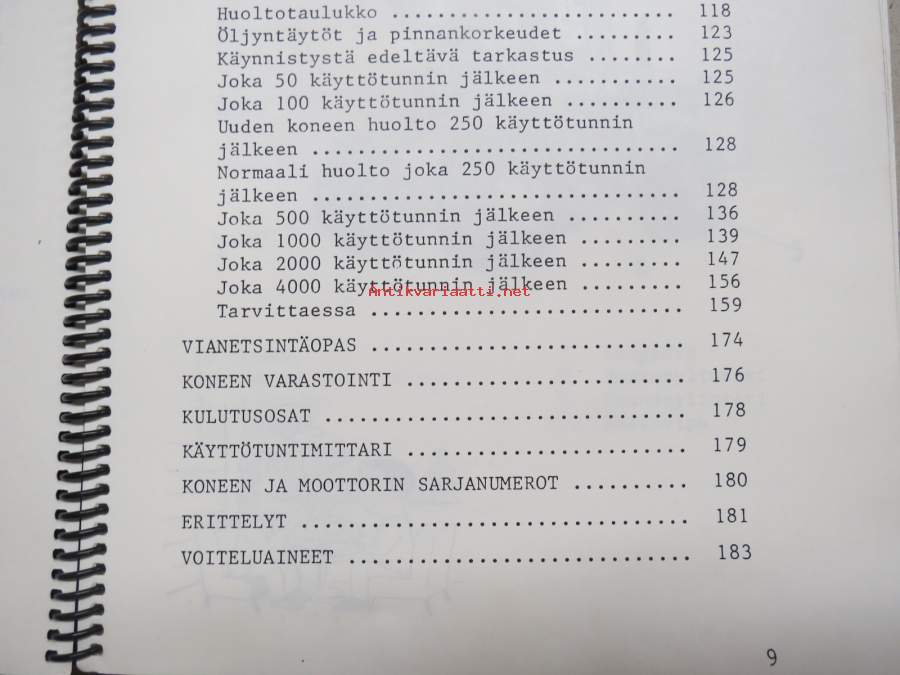 Huoltotaulukko ........................ 118
Öljyntäytöt ja pinnankorkeudet ......... 123
Käynnistystä edeltävä tarkastus ........ 125
Joka 50 käyttötunnin jälkeen ........... 125
Joka 100 käyttötunnin jälkeen .......... 126
Uuden koneen huolto 250 käyttötunnin
jälkeen ................................ 128
Normaali huolto joka 250 käyttötunnin
jälkeen ................................ 128
Joka 500 käyttötunnin jälkeen .......... 136
Joka 1000 käyttötunnin jälkeen ......... 139
Joka 2000 käyttötunnin jälkeen ......... 147
Joka 4000 käyttötunnin jälkeen ......... 156
Antikvariaatti.net
Tarvittaessa ........................... 159
VIANETSINTÄOPAS ........................... 174
KONEEN VARASTOINTI ........................ 176
KULUTUSOSAT ............................... 178
KÄYTTÖTUNTIMITTARI ........................ 179
KONEEN JA MOOTTORIN SARJANUMEROT .......... 180
ERITTELYT ................................. 181
VOITELUAINEET ............................. 183
9